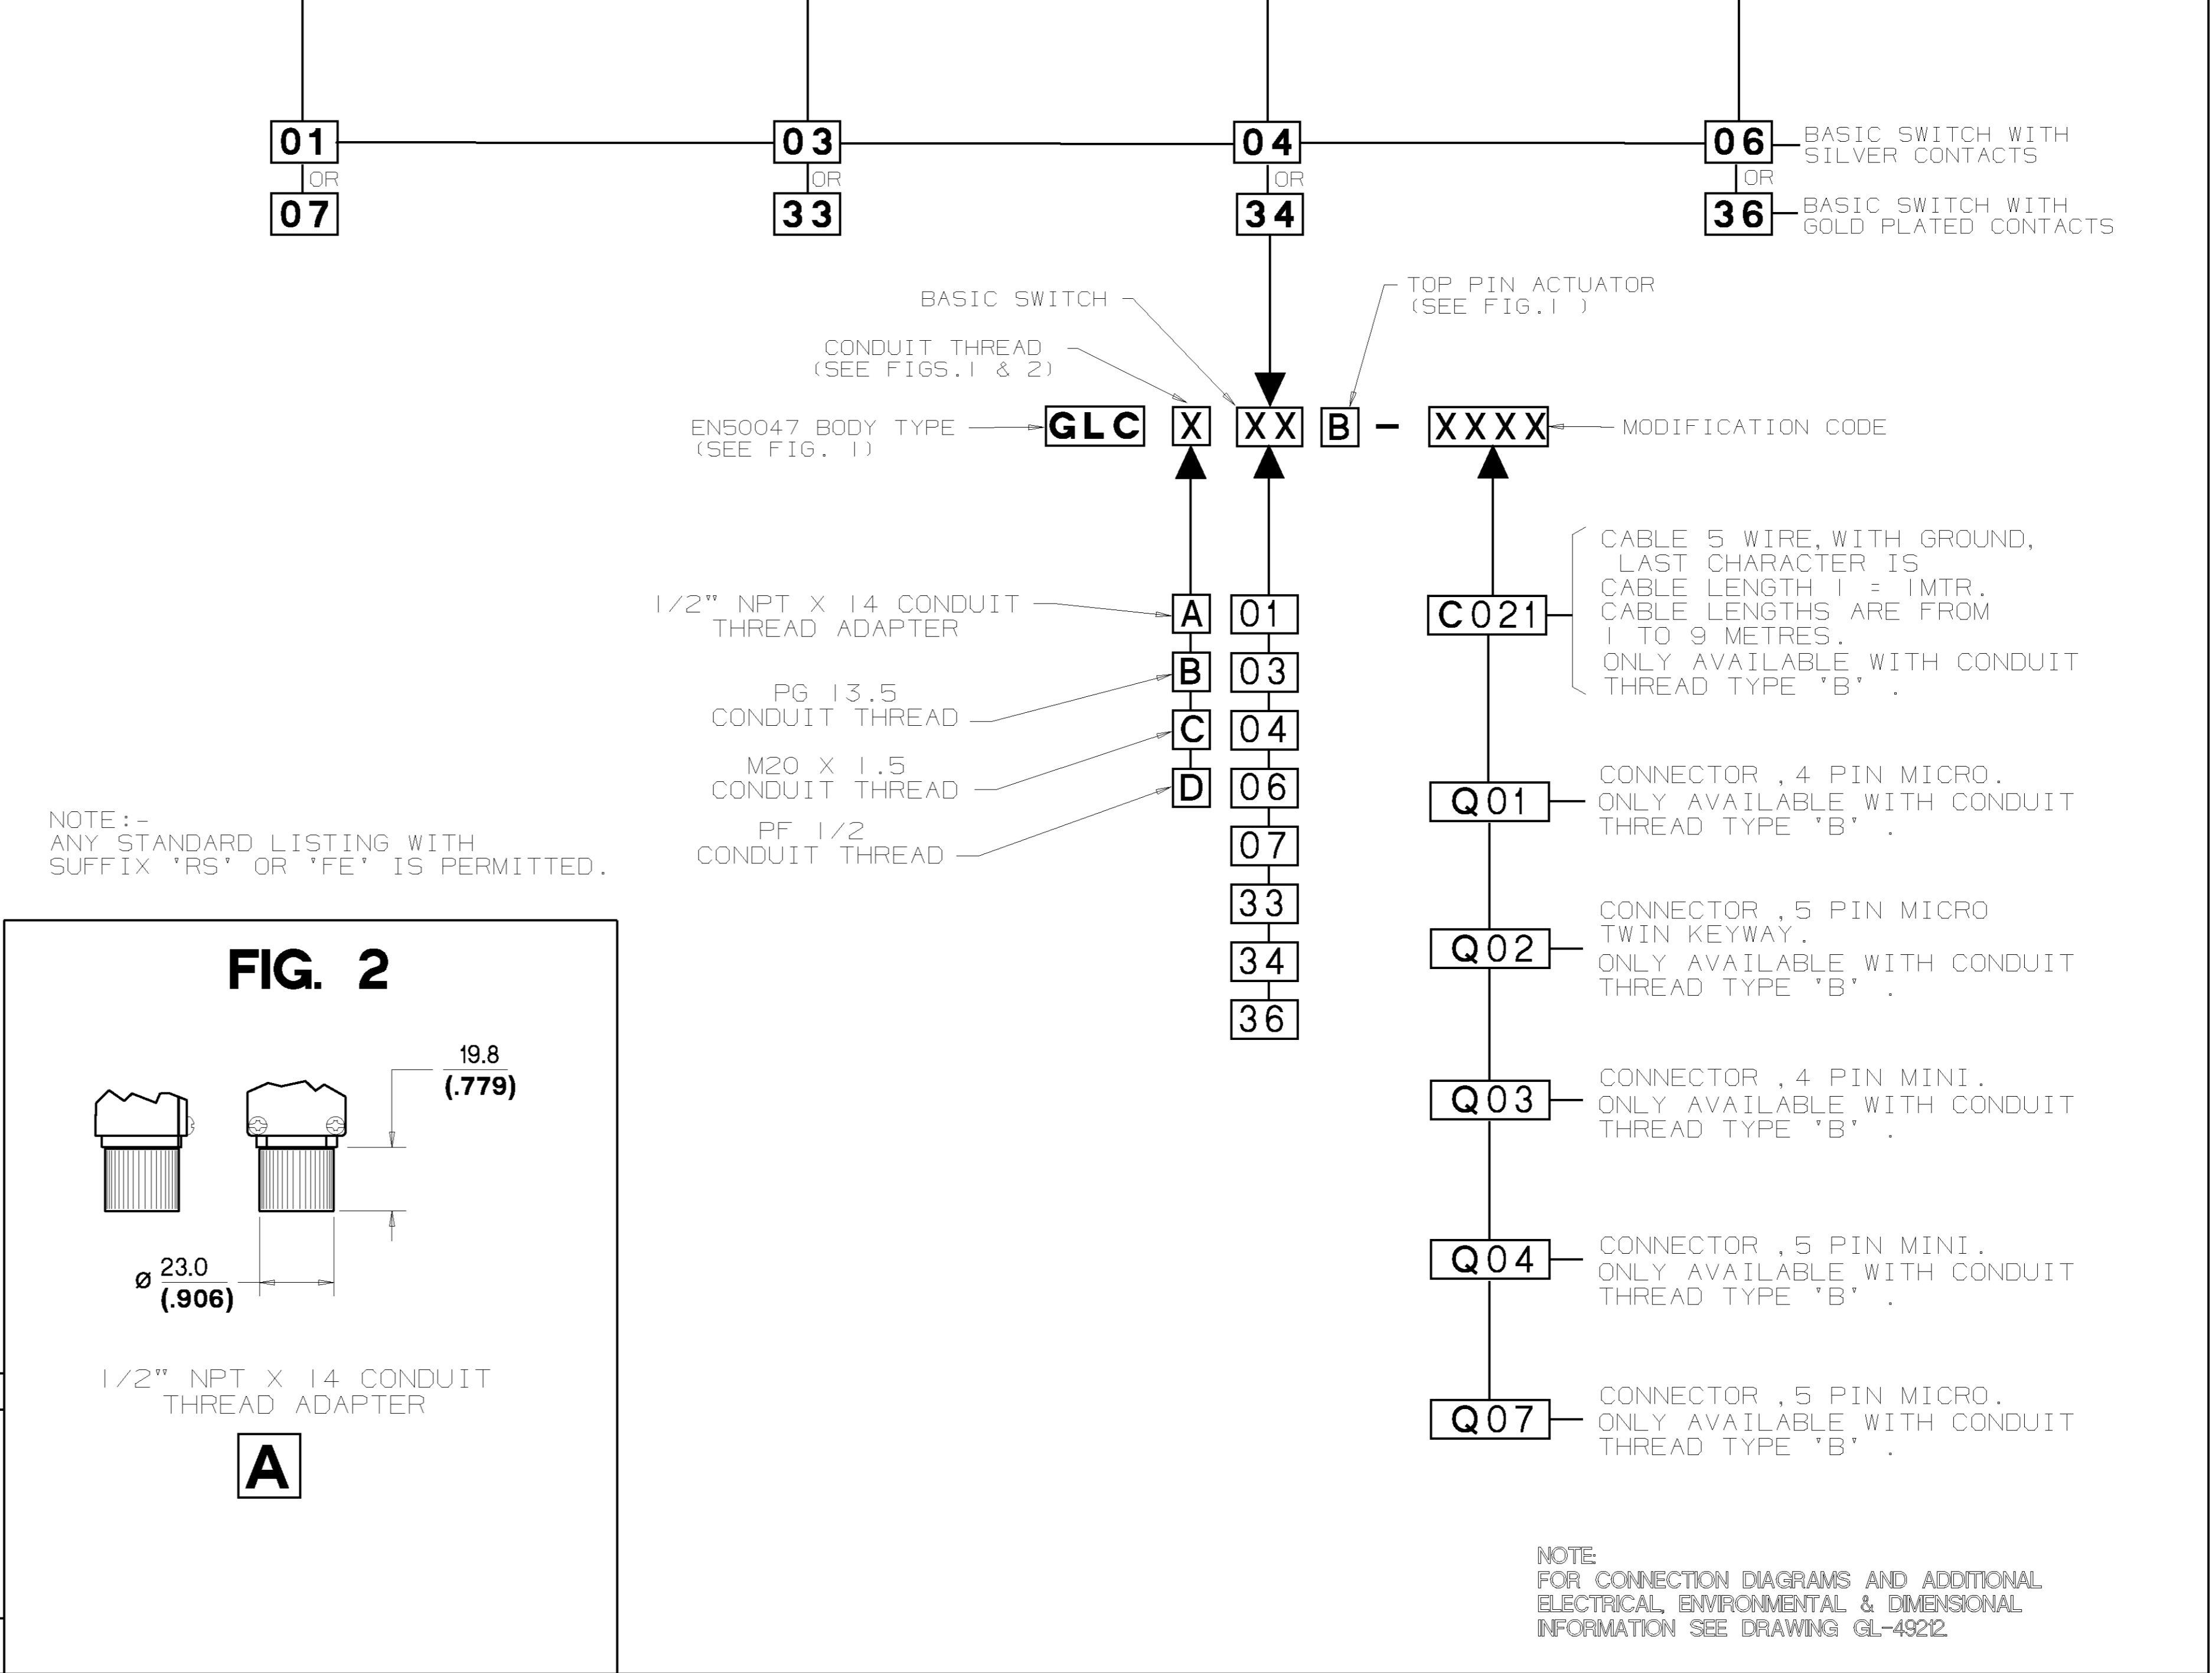 01
03
04
06
BASIC SWITCH WITH
SILVER CONTACTS
OR
OR
OR
OR
07
33
34
36
BASIC SWITCH WITH
GOLD PLATED CONTACTS
BASIC SWITCH
TOP PIN ACTUATOR
(SEE FIG.1 )
CONDUIT THREAD
(SEE FIGS.1 & 2)
EN50047 BODY TYPE
(SEE FIG. 1)
GLC X XX B - XXXX
MODIFICATION CODE
1/2" NPT X 14 CONDUIT
THREAD ADAPTER
A
PG 13.5
CONDUIT THREAD
B
M20 X 1.5
CONDUIT THREAD
C
PF 1/2
CONDUIT THREAD
D
01
03
04
06
07
33
34
36
C021
CABLE 5 WIRE, WITH GROUND,
LAST CHARACTER IS
CABLE LENGTH 1 = 1MTR.
CABLE LENGTHS ARE FROM
1 TO 9 METRES.
ONLY AVAILABLE WITH CONDUIT
THREAD TYPE 'B' .
Q01
CONNECTOR ,4 PIN MICRO.
ONLY AVAILABLE WITH CONDUIT
THREAD TYPE 'B' .
Q02
CONNECTOR ,5 PIN MICRO
TWIN KEYWAY.
ONLY AVAILABLE WITH CONDUIT
THREAD TYPE 'B' .
Q03
CONNECTOR ,4 PIN MINI.
ONLY AVAILABLE WITH CONDUIT
THREAD TYPE 'B' .
Q04
CONNECTOR ,5 PIN MINI.
ONLY AVAILABLE WITH CONDUIT
THREAD TYPE 'B' .
Q07
CONNECTOR ,5 PIN MICRO.
ONLY AVAILABLE WITH CONDUIT
THREAD TYPE 'B' .
NOTE:-
ANY STANDARD LISTING WITH
SUFFIX 'RS' OR 'FE' IS PERMITTED.
FIG. 2
19.8
(.779)
ø 23.0
(.906)
1/2" NPT X 14 CONDUIT
THREAD ADAPTER
A
NOTE:
FOR CONNECTION DIAGRAMS AND ADDITIONAL
ELECTRICAL, ENVIRONMENTAL & DIMENSIONAL
INFORMATION SEE DRAWING GL-49212.